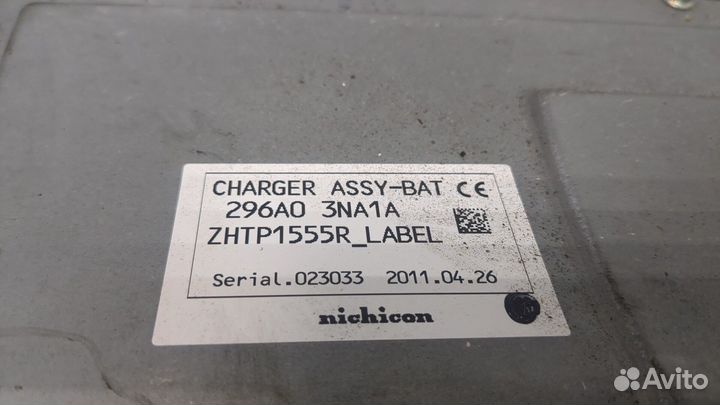 CHARGER ASSY-BAT CE
296A0 3NA1A
ZHTP1555R_LABEL
Serial.023033 2011.04.26
nichicon
Avito